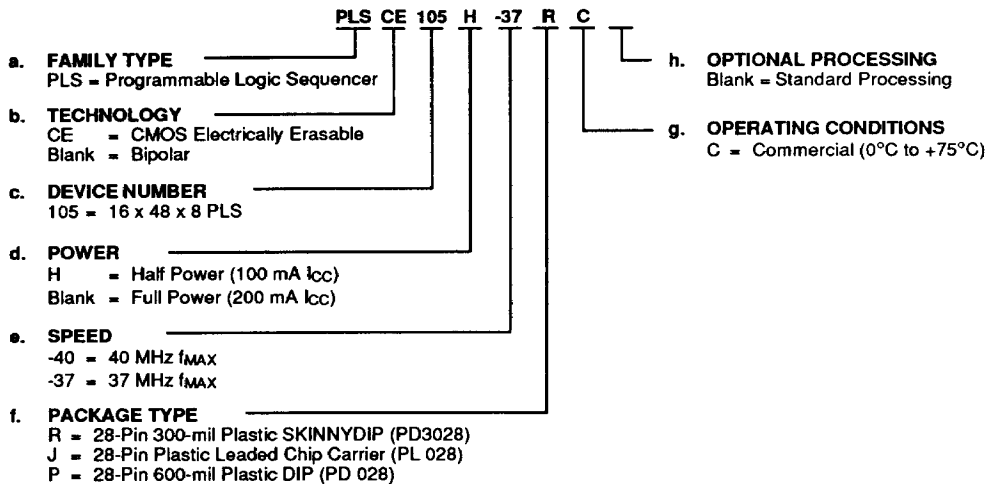 PLS CE 105 H -37 R C
a. FAMILY TYPE
PLS = Programmable Logic Sequencer
b. TECHNOLOGY
CE = CMOS Electrically Erasable
Blank = Bipolar
c. DEVICE NUMBER
105 = 16 x 48 x 8 PLS
d. POWER
H = Half Power (100 mA ICC)
Blank = Full Power (200 mA ICC)
e. SPEED
-40 = 40 MHz fMAX
-37 = 37 MHz fMAX
f. PACKAGE TYPE
R = 28-Pin 300-mil Plastic SKINNYDIP (PD3028)
J = 28-Pin Plastic Leaded Chip Carrier (PL 028)
P = 28-Pin 600-mil Plastic DIP (PD 028)
h. OPTIONAL PROCESSING
Blank = Standard Processing
g. OPERATING CONDITIONS
C = Commercial (0°C to +75°C)